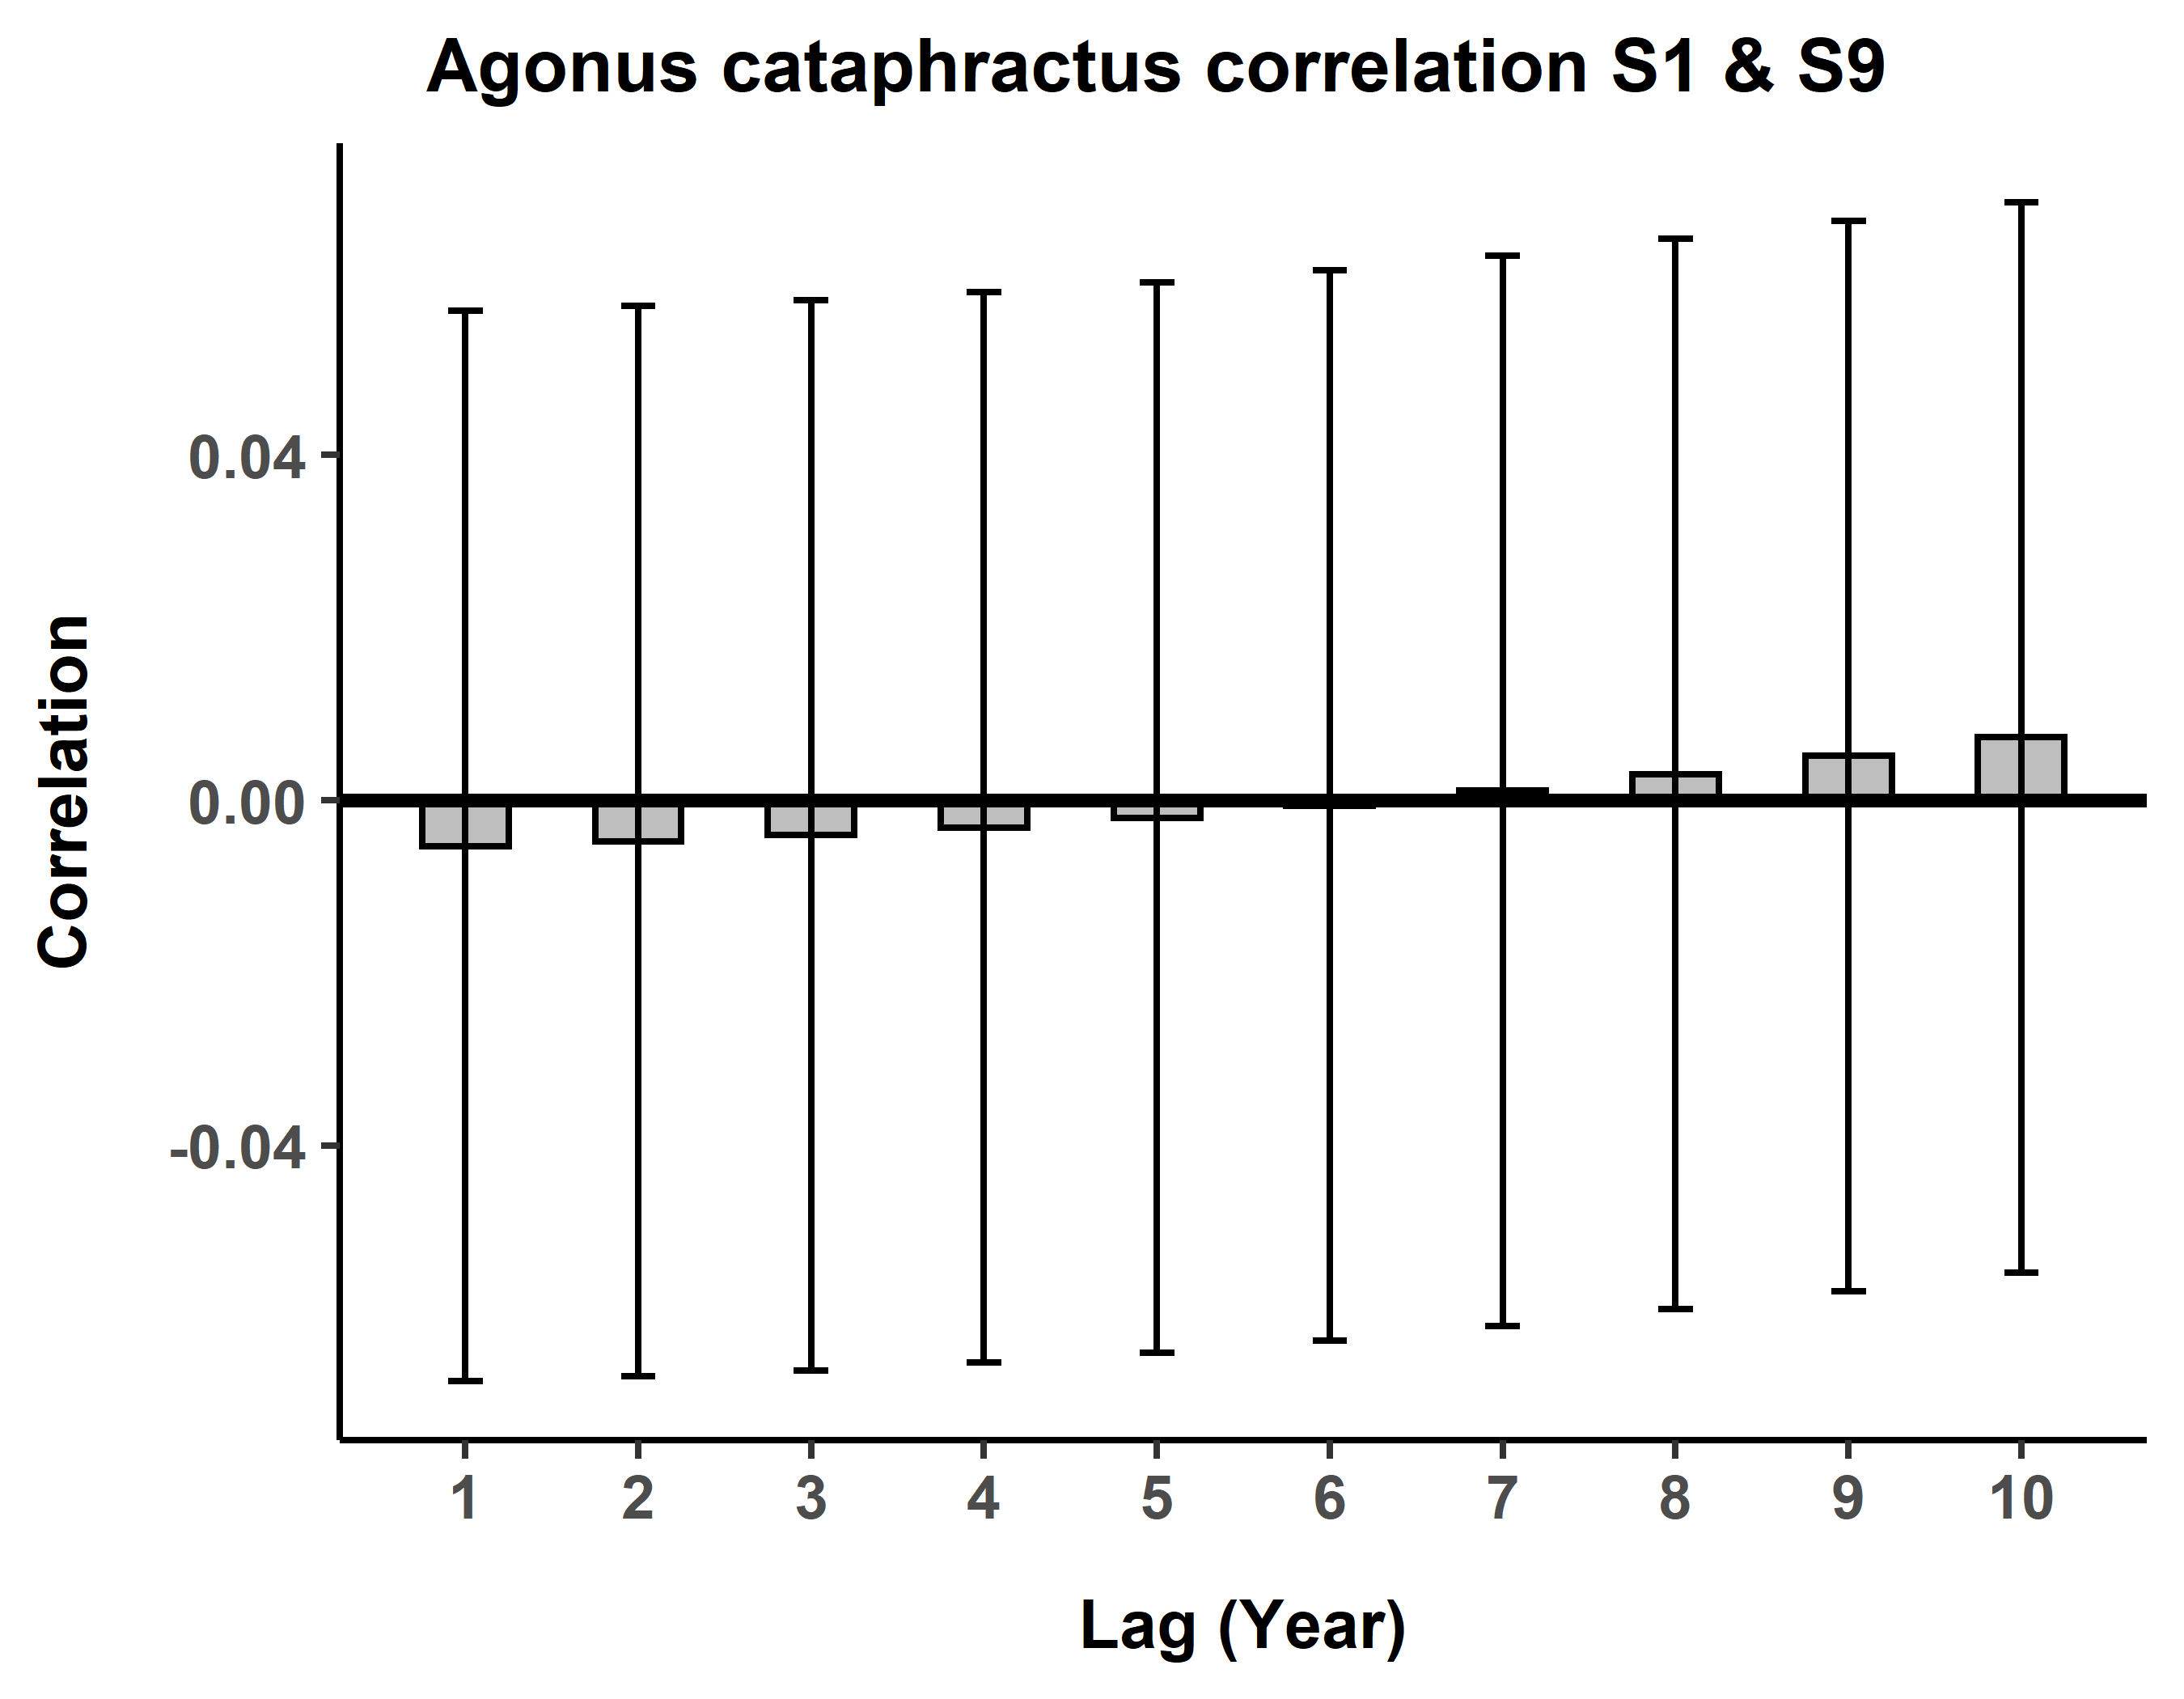 Agonus cataphractus correlation S1 & S9
Correlation
0.04
0.00
-0.04
1 2 3 4 5 6 7 8 9 10
Lag (Year)